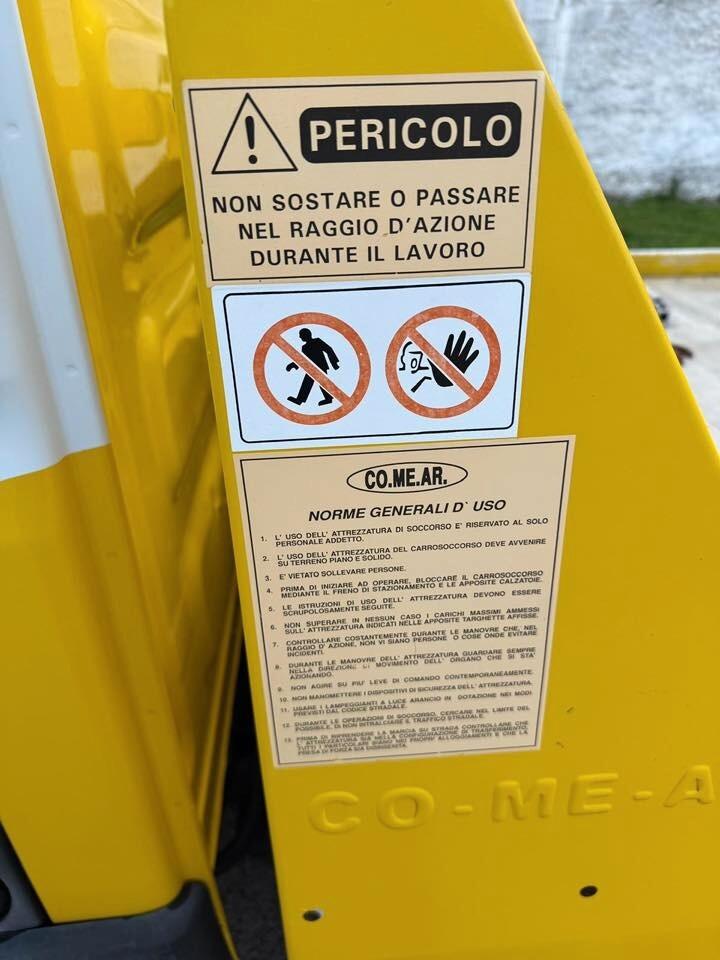 PERICOLO
NON SOSTARE O PASSARE
NEL RAGGIO D'AZIONE
DURANTE IL LAVORO
CO.ME.AR.
NORME GENERALI D` USO
1. L' USO DELL' ATTREZZATURA DI SOCCORSO E' RISERVATO AL SOLO
PERSONALE ADDETTO.
2. L' USO DELL' ATTREZZATURA DEL CARROSOCCORSO DEVE AVVENIRE
SU TERRENO PIANO E SOLIDO.
3. E' VIETATO SOLLEVARE PERSONE.
4. PRIMA DI INIZIARE AD OPERARE, BLOCCARE IL CARROSOCCORSO
MEDIANTE IL FRENO DI STAZIONAMENTO E LE APPOSITE CALZATOIE.
5. LE ISTRUZIONI DI USO DELL' ATTREZZATURA DEVONO ESSERE
SCRUPOLOSAMENTE SEGUITE.
6. NON SUPERARE IN NESSUN CASO I CARICHI MASSIMI AMMESSI
SULL' ATTREZZATURA INDICATI NELLE APPOSITE TARGHETTE AFFISSE.
7. CONTROLLARE COSTANTEMENTE DURANTE LE MANOVRE CHE, NEL
RAGGIO D' AZIONE, NON VI SIANO PERSONE O COSE ONDE EVITARE
INCIDENTI.
8. DURANTE LE MANOVRE DELL' ATTREZZATURA GUARDARE SEMPRE
NELLA DIREZIONE DI MOVIMENTO DELL' ORGANO CHE SI STA'
AZIONANDO.
9. NON AGIRE SU PIU' LEVE DI COMANDO CONTEMPORANEAMENTE.
10. NON MANOMETTERE I DISPOSITIVI DI SICUREZZA DELL' ATTREZZATURA.
11. USARE I LAMPEGGIANTI A LUCE ARANCIO IN DOTAZIONE NEI MODI
PREVISTI DAL CODICE STRADALE.
12. DURANTE LE OPERAZIONI DI SOCCORSO, CERCARE NEL LIMITE DEL
POSSIBILE, DI NON INTRALCIARE IL TRAFFICO STRADALE.
13. PRIMA DI RIPRENDERE LA MARCIA SU STRADA CONTROLLARE CHE
L' ATTREZZATURA SIA NELLA CONFIGURAZIONE DI TRASFERIMENTO,
TUTTI I PARTICOLARI SIANO NEI PROPRI ALLOGGIAMENTI E CHE LA
PRESA DI FORZA SIA DISINSERITA.
CO-ME-A